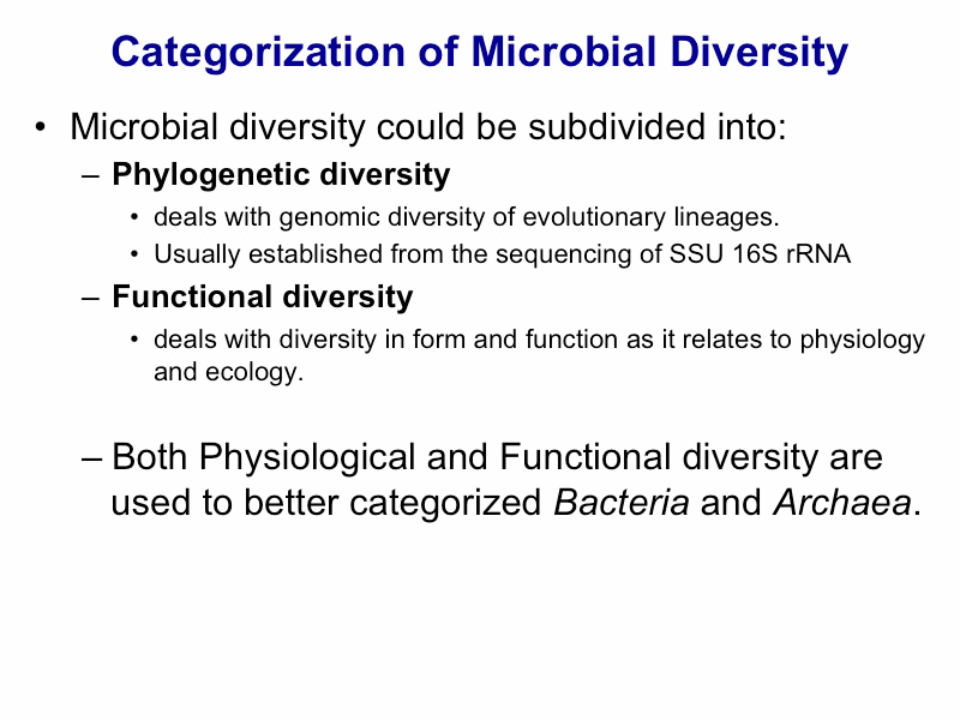 Categorization of Microbial Diversity
• Microbial diversity could be subdivided into:
– Phylogenetic diversity
• deals with genomic diversity of evolutionary lineages.
• Usually established from the sequencing of SSU 16S rRNA
– Functional diversity
• deals with diversity in form and function as it relates to physiology
and ecology.
– Both Physiological and Functional diversity are
used to better categorized Bacteria and Archaea.